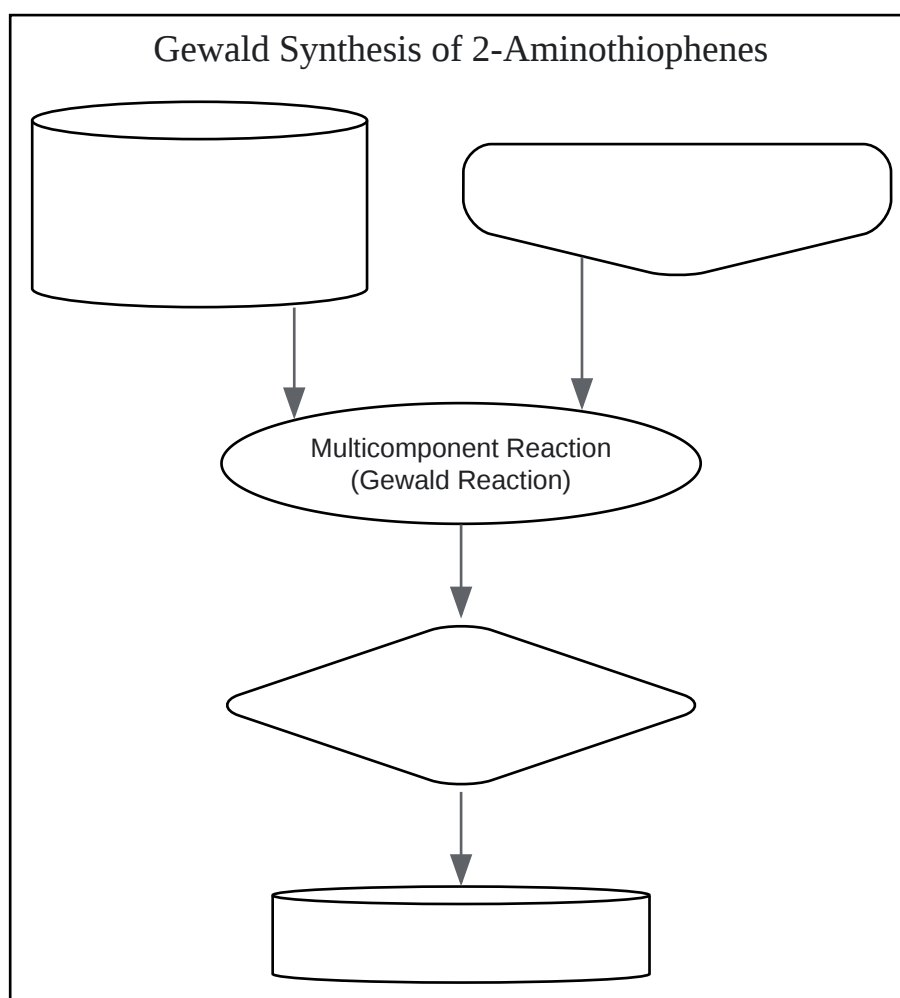 Gewald Synthesis of 2-Aminothiophenes
Multicomponent Reaction
(Gewald Reaction)